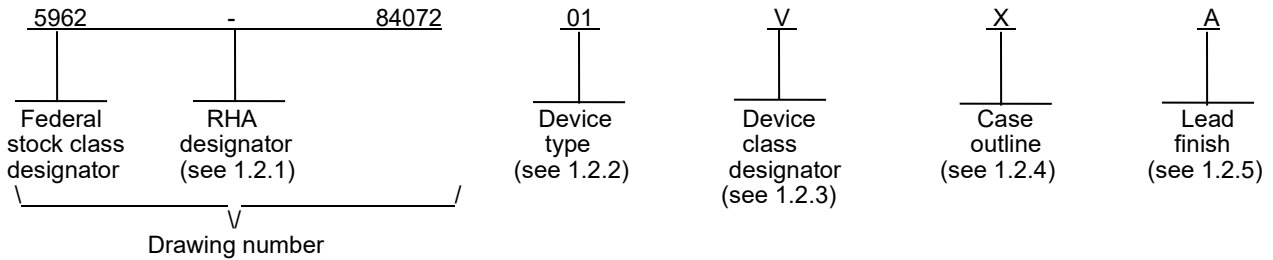 5962 - 84072 01 V X A
Federal RHA Device Device Case Lead
stock class designator type class outline finish
designator (see 1.2.1) (see 1.2.2) designator (see 1.2.4) (see 1.2.5)
(see 1.2.3)
\ /
\/
Drawing number